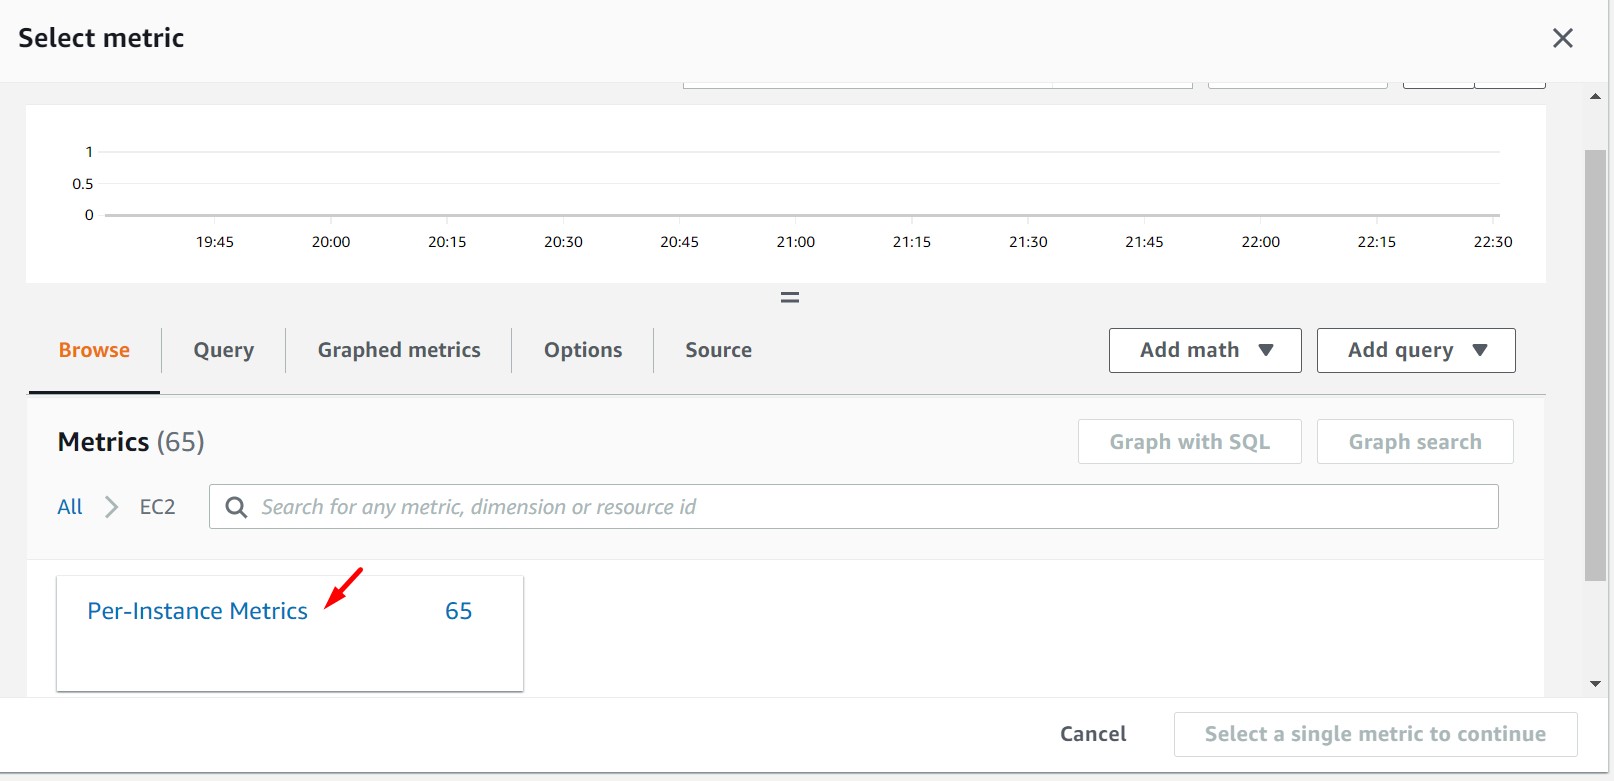 Select metric
1
0.5
0
19:45 20:00 20:15 20:30 20:45 21:00 21:15 21:30 21:45 22:00 22:15 22:30
Browse Query Graphed metrics Options Source Add math Add query
Metrics (65) Graph with SQL Graph search
All EC2 Search for any metric, dimension or resource id
Per-Instance Metrics 65
Cancel Select a single metric to continue